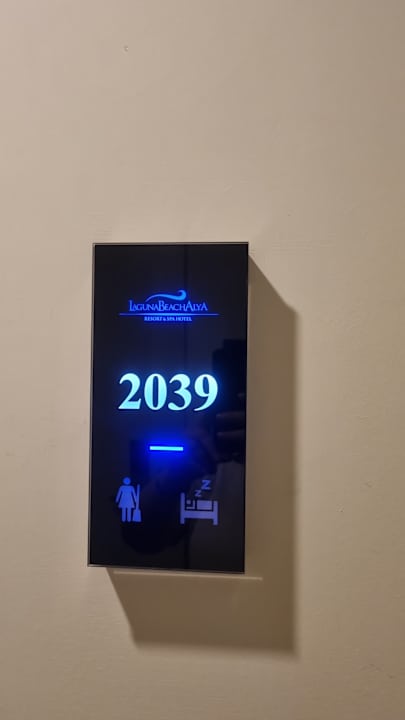 LAGUNABEACHALYA
RESORT & SPA HOTEL
2039
Z
Z